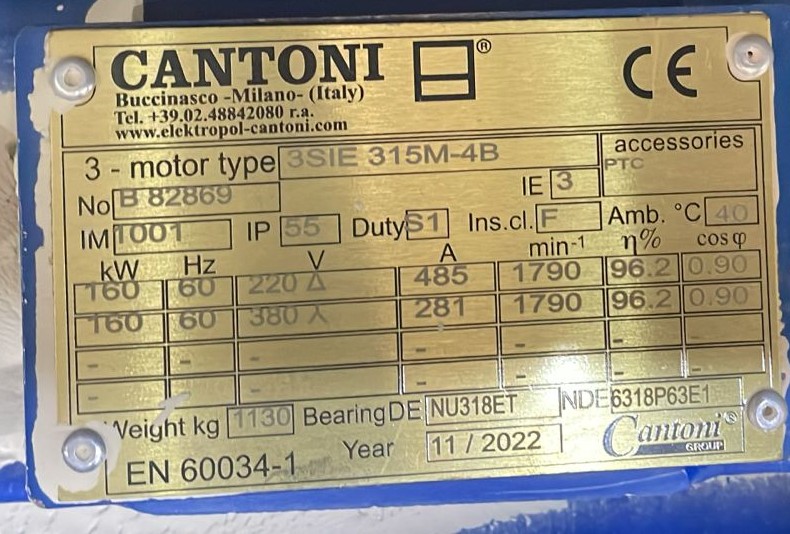 CANTONI ®
CE
Buccinasco -Milano- (Italy)
Tel. +39.02.48842080 r.a.
www.elektropol-cantoni.com
3 - motor type 3SIE 315M-4B
accessories
PTC
No B 82869
IE 3
IM 1001 IP 55 Duty S1 Ins.cl. F Amb. °C 40
kW Hz V A min-1 η% cosφ
160 60 220 Δ 485 1790 96.2 0.90
160 60 380 人 281 1790 96.2 0.90
- - - - - - -
- - - - - - -
Weight kg 1130 Bearing DE NU318ET NDE 6318P63E1
Year 11 / 2022
Cantoni®
GROUP
EN 60034-1